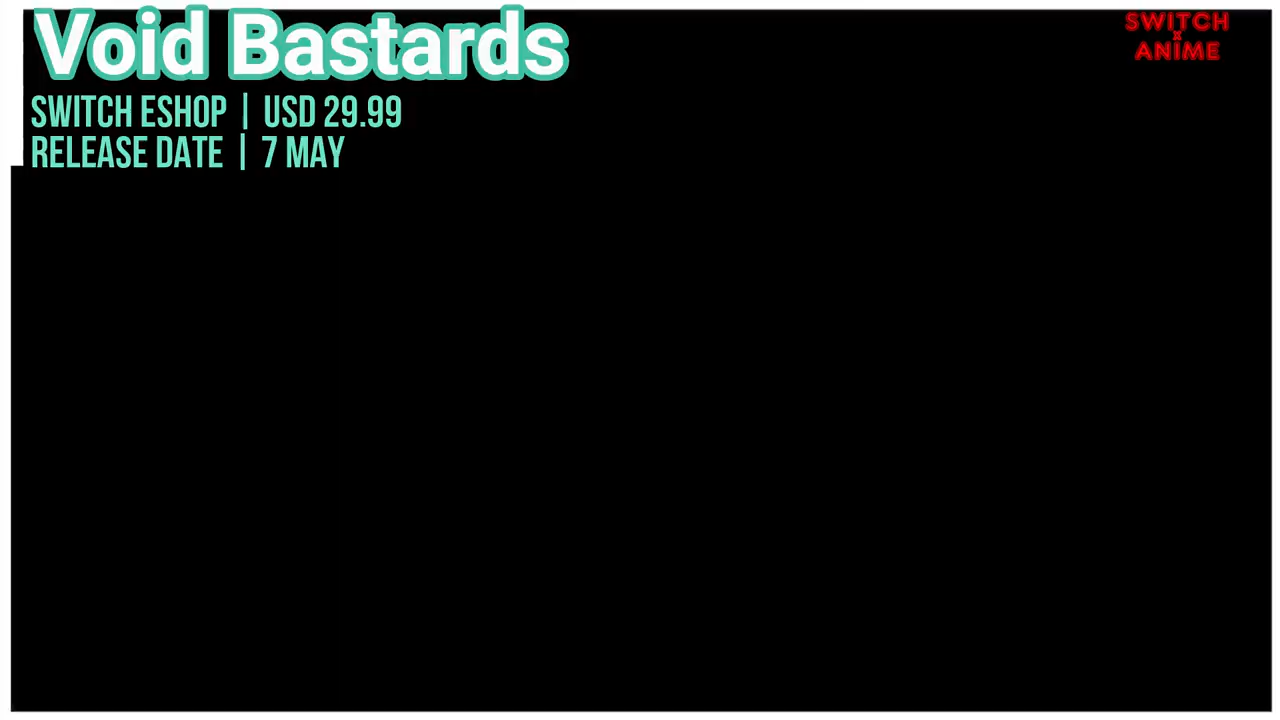 Void Bastards
SWITCH ESHOP | USD 29.99
RELEASE DATE | 7 MAY
SWITCH
X
ANIME